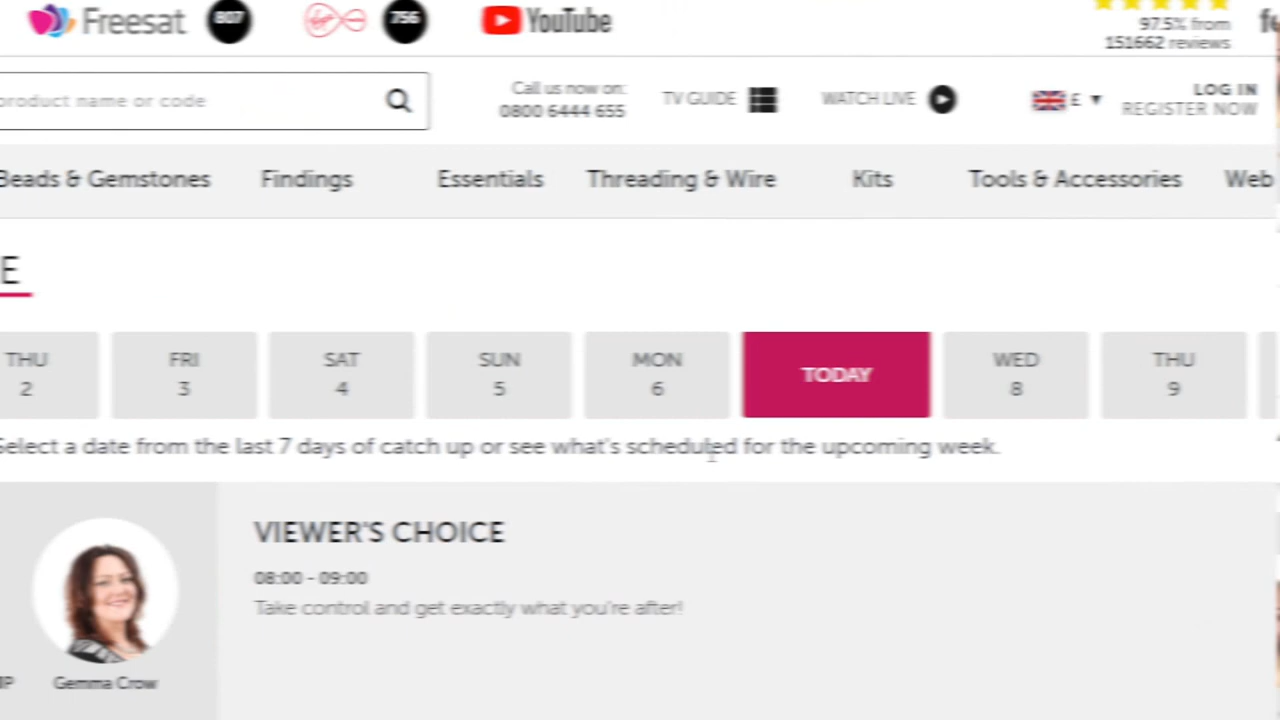 Freesat 807 756 YouTube
97.5% from
151662 reviews
product name or code
Call us now on:
0800 6444 655
TV GUIDE
WATCH LIVE
E
LOG IN
REGISTER NOW
Beads & Gemstones Findings Essentials Threading & Wire Kits Tools & Accessories Web
E
THU
2
FRI
3
SAT
4
SUN
5
MON
6
TODAY
WED
8
THU
9
Select a date from the last 7 days of catch up or see what's scheduled for the upcoming week.
VIEWER'S CHOICE
08:00 - 09:00
Take control and get exactly what you're after!
Gemma Crow